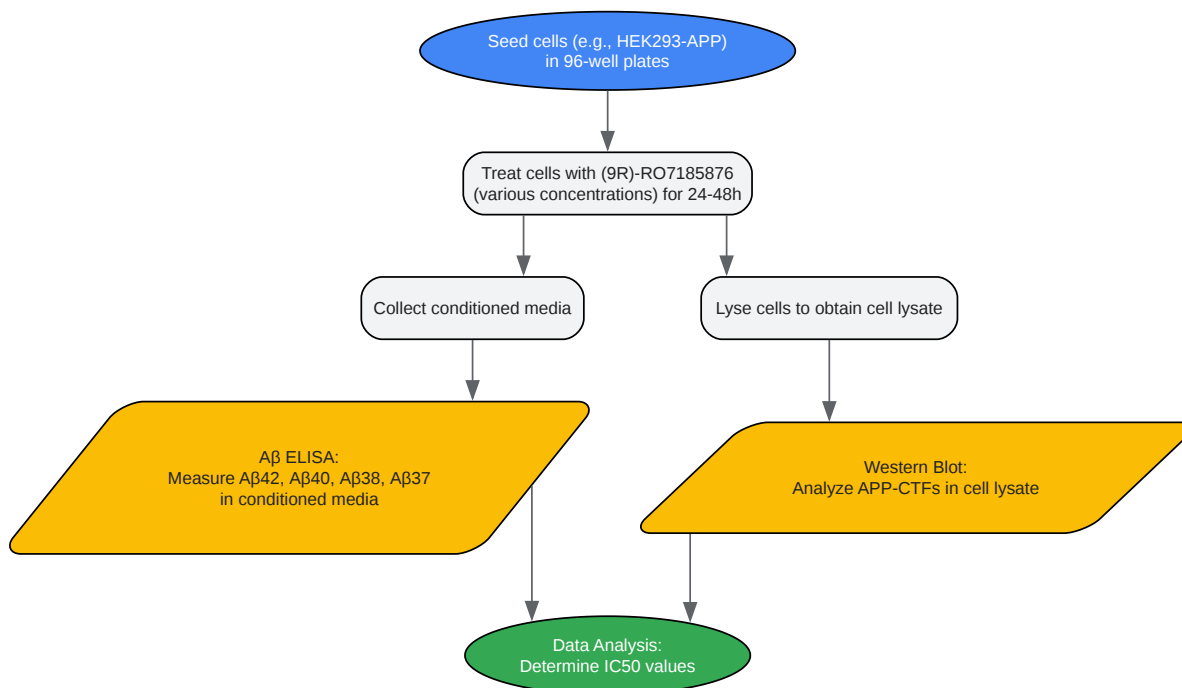 Seed cells (e.g., HEK293-APP)
in 96-well plates
Treat cells with (9R)-RO7185876
(various concentrations) for 24-48h
Collect conditioned media
Lyse cells to obtain cell lysate
Aβ ELISA:
Measure Aβ42, Aβ40, Aβ38, Aβ37
in conditioned media
Western Blot:
Analyze APP-CTFs in cell lysate
Data Analysis:
Determine IC50 values